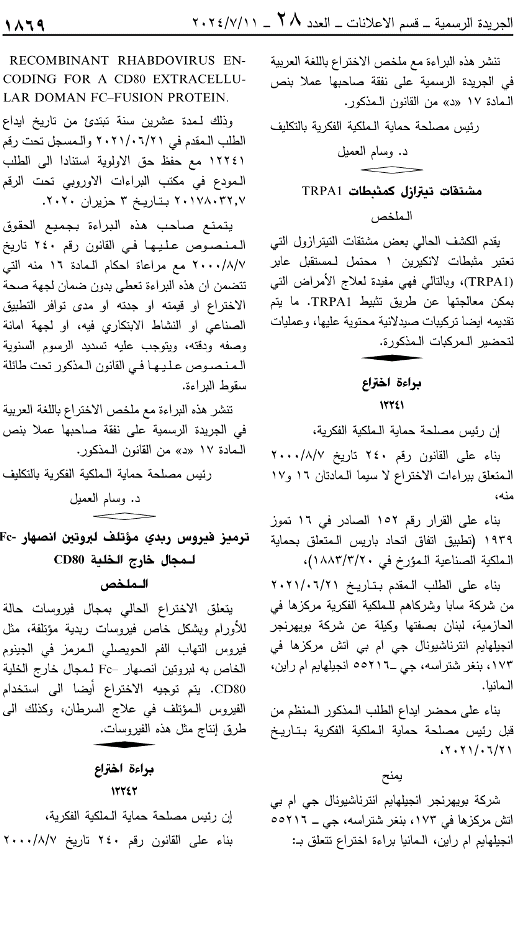 الجريدة الرسمية ــ قسم الاعلانات ــ العدد ٢٨ ــ ٢٠٢٤/٧/١١
١٨٦٩
تنشر هذه البراءة مع ملخص الاختراع باللغة العربية
في الجريدة الرسمية على نفقة صاحبها عملا بنص
المادة ١٧ «د» من القانون المذكور.
رئيس مصلحة حماية الملكية الفكرية بالتكليف
د. وسام العميل
مشتقات تيترازل كمثبطات TRPA1
الملخص
يقدم الكشف الحالي بعض مشتقات التيترازول التي
تعتبر مثبطات لانكيرين ١ محتمل لمستقبل عابر
(TRPA1)، وبالتالي فهي مفيدة لعلاج الأمراض التي
يمكن معالجتها عن طريق تثبيط TRPA1. ما يتم
تقديمه ايضا تركيبات صيدلانية محتوية عليها، وعمليات
لتحضير المركبات المذكورة.
براءة اختراع
١٢٢٤١
إن رئيس مصلحة حماية الملكية الفكرية،
بناء على القانون رقم ٢٤٠ تاريخ ٢٠٠٠/٨/٧
المتعلق ببراءات الاختراع لا سيما المادتان ١٦ و١٧
منه،
بناء على القرار رقم ١٥٢ الصادر في ١٦ تموز
١٩٣٩ (تطبيق اتفاق اتحاد باريس المتعلق بحماية
الملكية الصناعية المؤرخ في ١٨٨٣/٣/٢٠)،
بناء على الطلب المقدم بتاريخ ٢٠٢١/٠٦/٢١
من شركة سابا وشركاهم للملكية الفكرية مركزها في
الحازمية، لبنان بصفتها وكيلة عن شركة بويهرنجر
انجيلهايم انترناشيونال جي ام بي اتش مركزها في
١٧٣، بنغر شتراسه، جي ــ ٥٥٢١٦ انجيلهايم ام راين،
المانيا.
بناء على محضر ايداع الطلب المذكور المنظم من
قبل رئيس مصلحة حماية الملكية الفكرية بتاريخ
٢٠٢١/٠٦/٢١،
يمنح
شركة بويهرنجر انجيلهايم انترناشيونال جي ام بي
اتش مركزها في ١٧٣، بنغر شتراسه، جي ــ ٥٥٢١٦
انجيلهايم ام راين، المانيا براءة اختراع تتعلق بـ:
RECOMBINANT RHABDOVIRUS EN-
CODING FOR A CD80 EXTRACELLU-
LAR DOMAN FC–FUSION PROTEIN.
وذلك لمدة عشرين سنة تبتدئ من تاريخ ايداع
الطلب المقدم في ٢٠٢١/٠٦/٢١ والمسجل تحت رقم
١٢٢٤١ مع حفظ حق الاولوية استنادا الى الطلب
المودع في مكتب البراءات الاوروبي تحت الرقم
٢٠١٧٨٠٣٢,٧ بتاريخ ٣ حزيران ٢٠٢٠.
يتمتع صاحب هذه البراءة بجميع الحقوق
المنصوص عليها في القانون رقم ٢٤٠ تاريخ
٢٠٠٠/٨/٧ مع مراعاة احكام المادة ١٦ منه التي
تتضمن ان هذه البراءة تعطى بدون ضمان لجهة صحة
الاختراع او قيمته او جدته او مدى توافر التطبيق
الصناعي او النشاط الابتكاري فيه، او لجهة امانة
وصفه ودقته، ويتوجب عليه تسديد الرسوم السنوية
المنصوص عليها في القانون المذكور تحت طائلة
سقوط البراءة.
تنشر هذه البراءة مع ملخص الاختراع باللغة العربية
في الجريدة الرسمية على نفقة صاحبها عملا بنص
المادة ١٧ «د» من القانون المذكور.
رئيس مصلحة حماية الملكية الفكرية بالتكليف
د. وسام العميل
ترميز فيروس ربدي مؤتلف لبروتين انصهار Fc-
لمجال خارج الخلية CD80
الملخص
يتعلق الاختراع الحالي بمجال فيروسات حالة
للأورام وبشكل خاص فيروسات ربدية مؤتلفة، مثل
فيروس التهاب الفم الحويصلي المرمز في الجينوم
الخاص به لبروتين انصهار Fc– لمجال خارج الخلية
CD80. يتم توجيه الاختراع أيضا الى استخدام
الفيروس المؤتلف في علاج السرطان، وكذلك الى
طرق إنتاج مثل هذه الفيروسات.
براءة اختراع
١٢٢٤٢
إن رئيس مصلحة حماية الملكية الفكرية،
بناء على القانون رقم ٢٤٠ تاريخ ٢٠٠٠/٨/٧